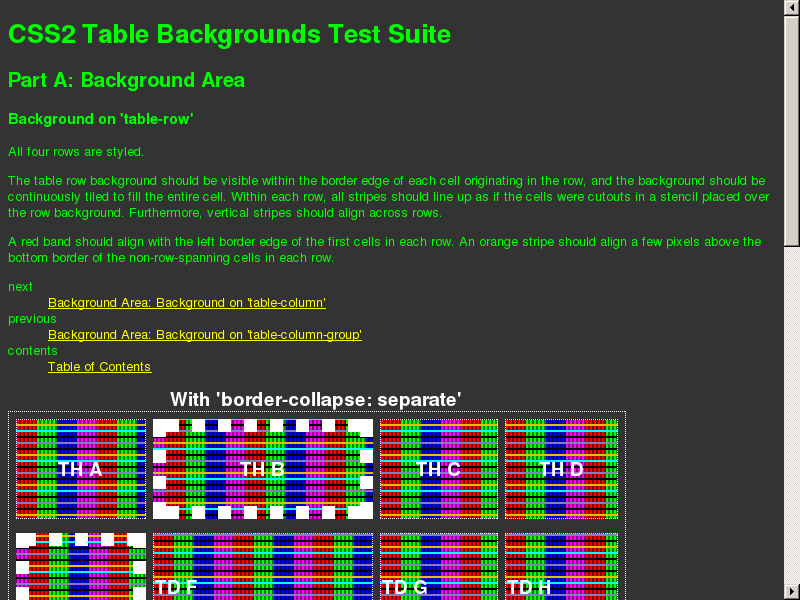 CSS2 Table Backgrounds Test Suite
Part A: Background Area
Background on 'table-row'
All four rows are styled.
The table row background should be visible within the border edge of each cell originating in the row, and the background should be
continuously tiled to fill the entire cell. Within each row, all stripes should line up as if the cells were cutouts in a stencil placed over
the row background. Furthermore, vertical stripes should align across rows.
A red band should align with the left border edge of the first cells in each row. An orange stripe should align a few pixels above the
bottom border of the non-row-spanning cells in each row.
next
Background Area: Background on 'table-column'
previous
Background Area: Background on 'table-column-group'
contents
Table of Contents
With 'border-collapse: separate'
TH A TH B TH C TH D
TD F TD G TD H